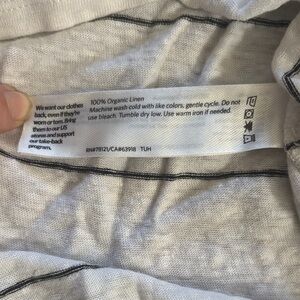 We want our clothes
back, even if they're
worn or torn. Bring
them to our US
stores and support
our take-back
program.
100% Organic Linen
Machine wash cold with like colors. gentle cycle. Do not
use bleach. Tumble dry low. Use warm iron if needed.
RN#79121/CA#63918 TUH